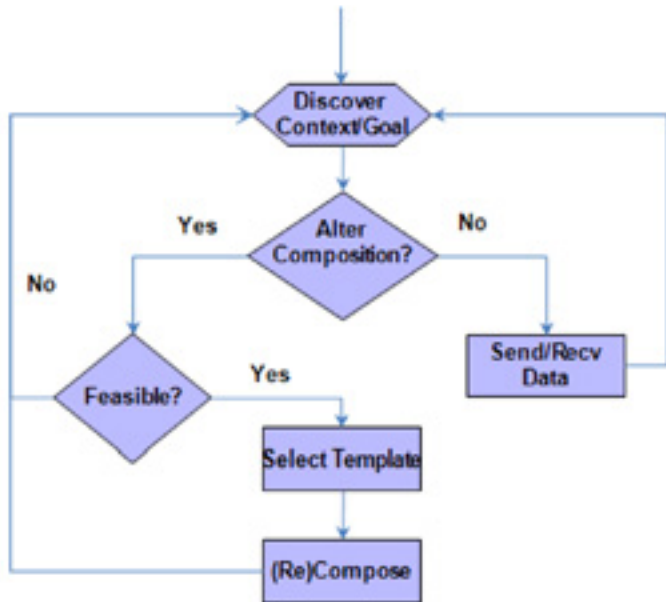 Discover
Context/Goal
Yes
Alter
Composition?
No
No
Send/Recv
Data
Feasible?
Yes
Select Template
(Re)Compose